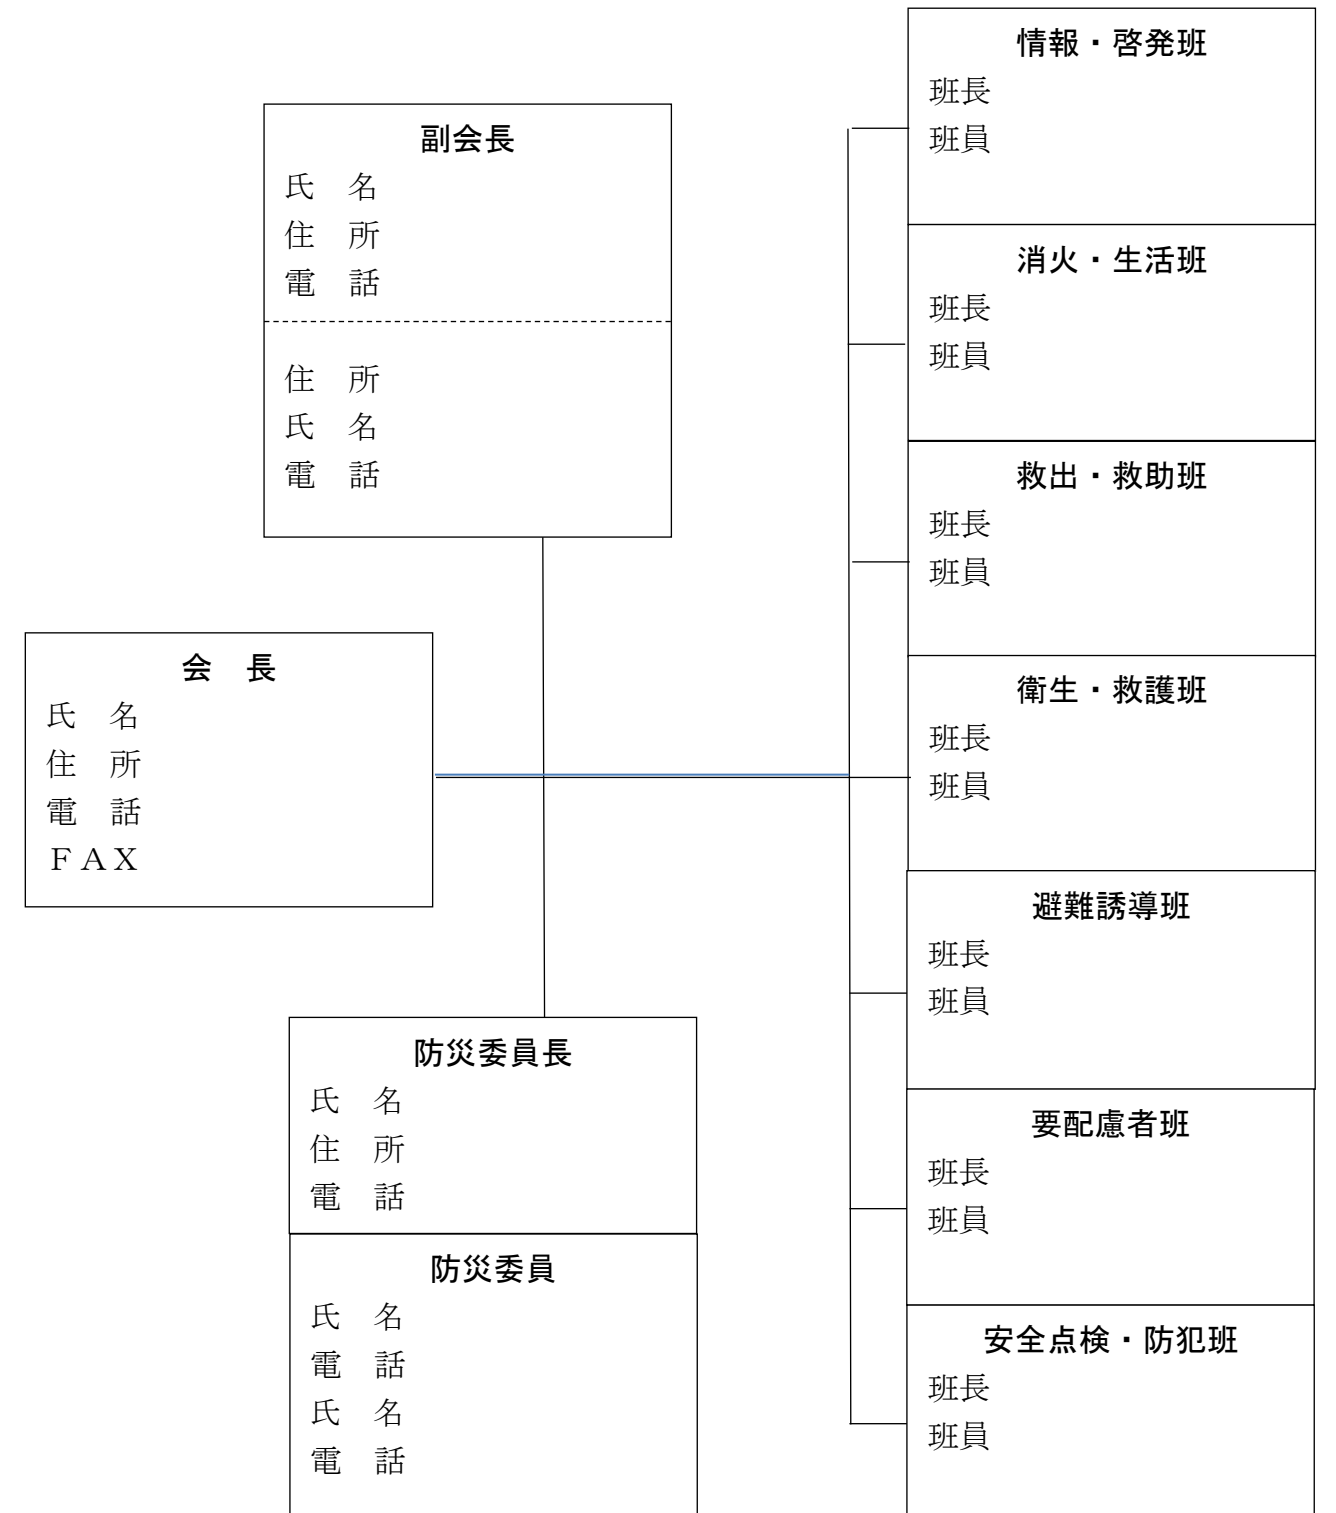 副会長
氏　名
住　所
電　話
住　所
氏　名
電　話
会　長
氏　名
住　所
電　話
ＦＡＸ
防災委員長
氏　名
住　所
電　話
防災委員
氏　名
電　話
氏　名
電　話
情報・啓発班
班長
班員
消火・生活班
班長
班員
救出・救助班
班長
班員
衛生・救護班
班長
班員
避難誘導班
班長
班員
要配慮者班
班長
班員
安全点検・防犯班
班長
班員